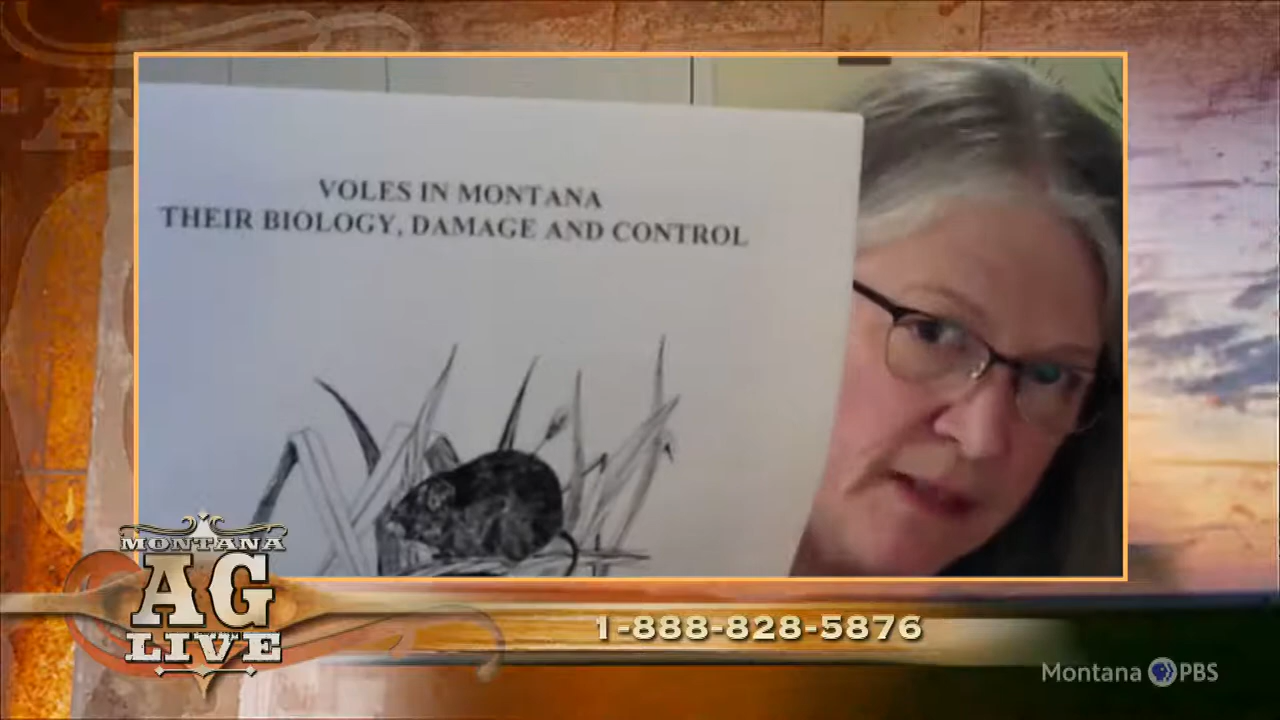 VOLES IN MONTANA
THEIR BIOLOGY, DAMAGE AND CONTROL
MONTANA
AG
LIVE
1-888-828-5876
Montana PBS